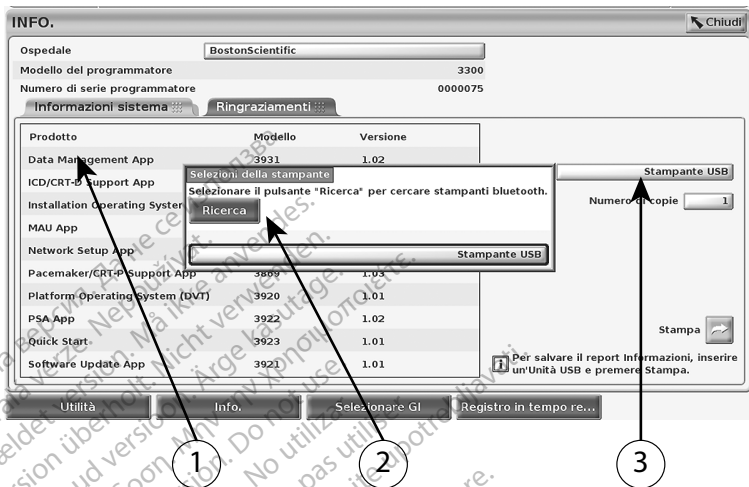 INFO.
Chiudi
Ospedale BostonScientific
Modello del programmatore 3300
Numero di serie programmatore 0000075
Informazioni sistema Ringraziamenti
Prodotto Modello Versione
Data Management App 3931 1.02
Stampante USB
Selezioni della stampante
ICD/CRT-D Support App
Selezionare il pulsante "Ricerca" per cercare stampanti bluetooth.
Installation Operating System
Ricerca
Numero di copie 1
MAU App
Network Setup App
Stampante USB
Pacemaker/CRT-P Support App 3869 1.03
Platform Operating System (DVT) 3920 1.01
PSA App 3922 1.02
Stampa
Quick Start 3923 1.01
Software Update App 3921 1.01
Per salvare il report Informazioni, inserire
un'Unità USB e premere Stampa.
Utilità Info. Selezionare GI Registro in tempo re...
1 2 3